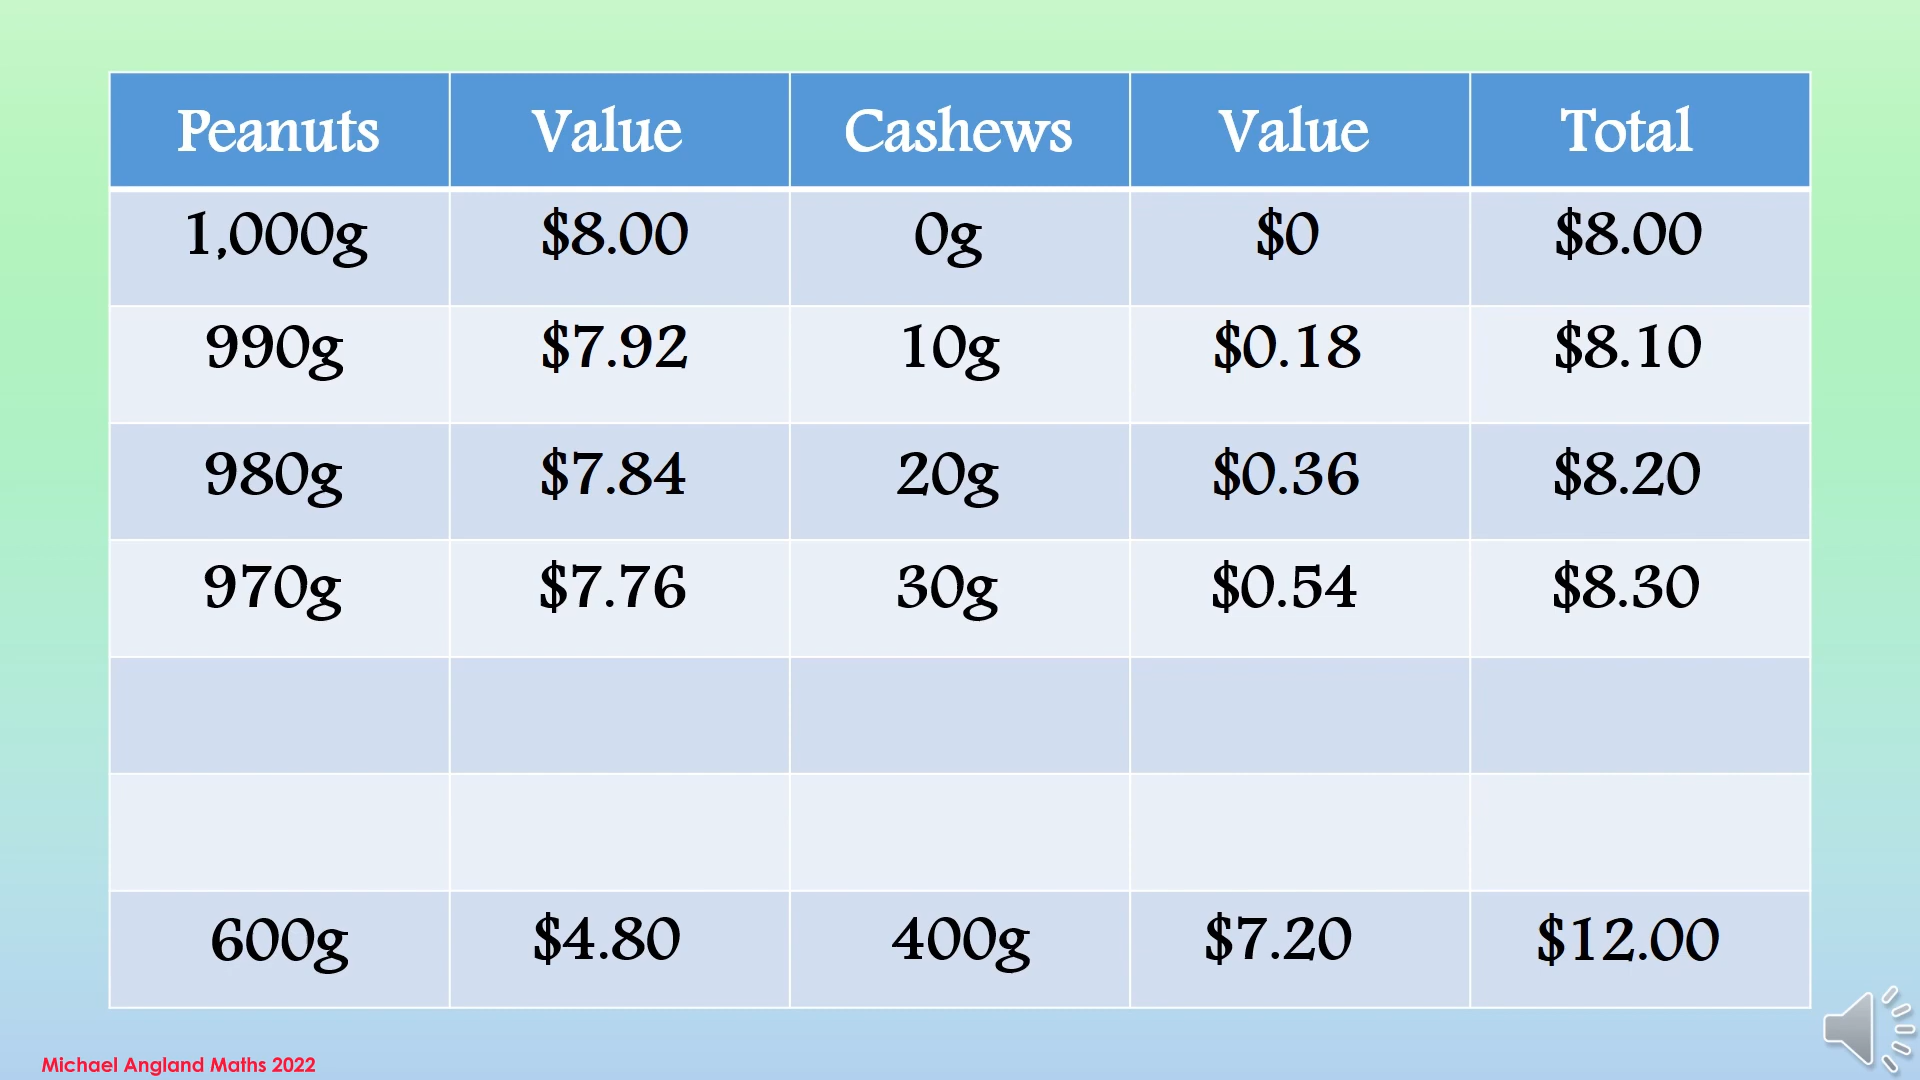 Peanuts Value Cashews Value Total
1,000g $8.00 0g $0 $8.00
990g $7.92 10g $0.18 $8.10
980g $7.84 20g $0.36 $8.20
970g $7.76 30g $0.54 $8.30
600g $4.80 400g $7.20 $12.00
Michael Angland Maths 2022